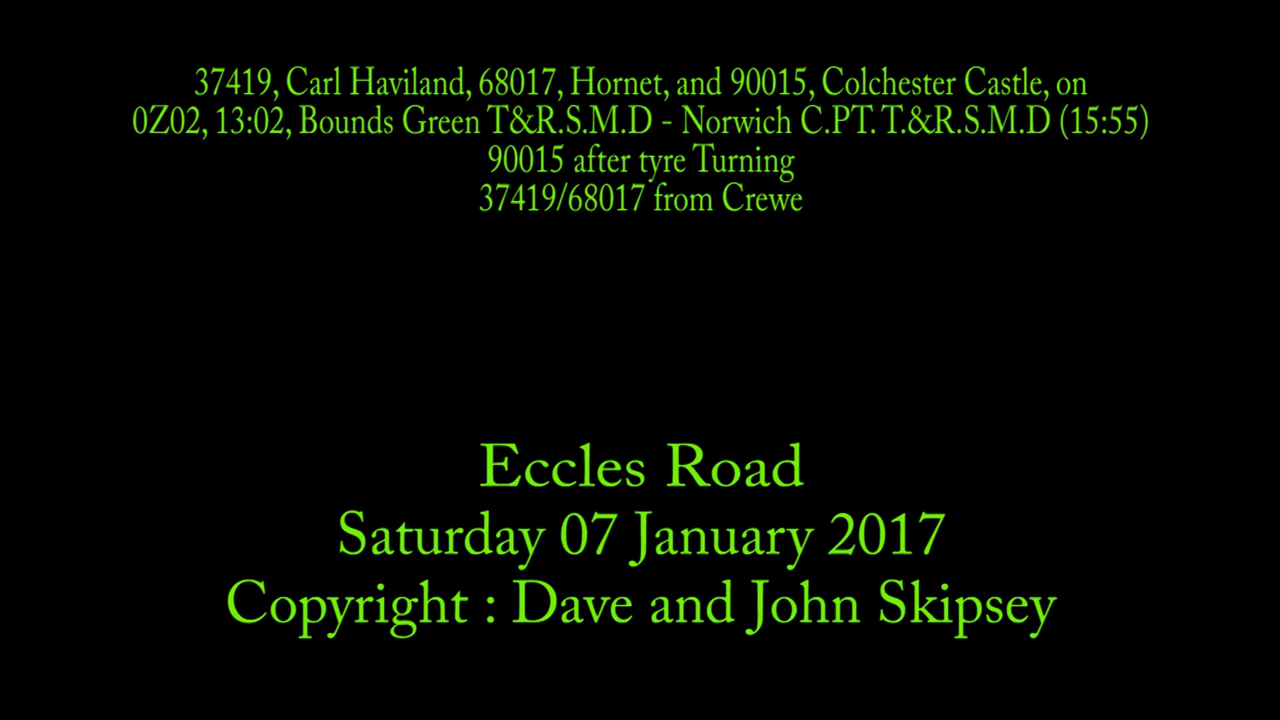 37419, Carl Haviland, 68017, Hornet, and 90015, Colchester Castle, on
0Z02, 13:02, Bounds Green T&R.S.M.D - Norwich C.PT. T.&R.S.M.D (15:55)
90015 after tyre Turning
37419/68017 from Crewe
Eccles Road
Saturday 07 January 2017
Copyright : Dave and John Skipsey